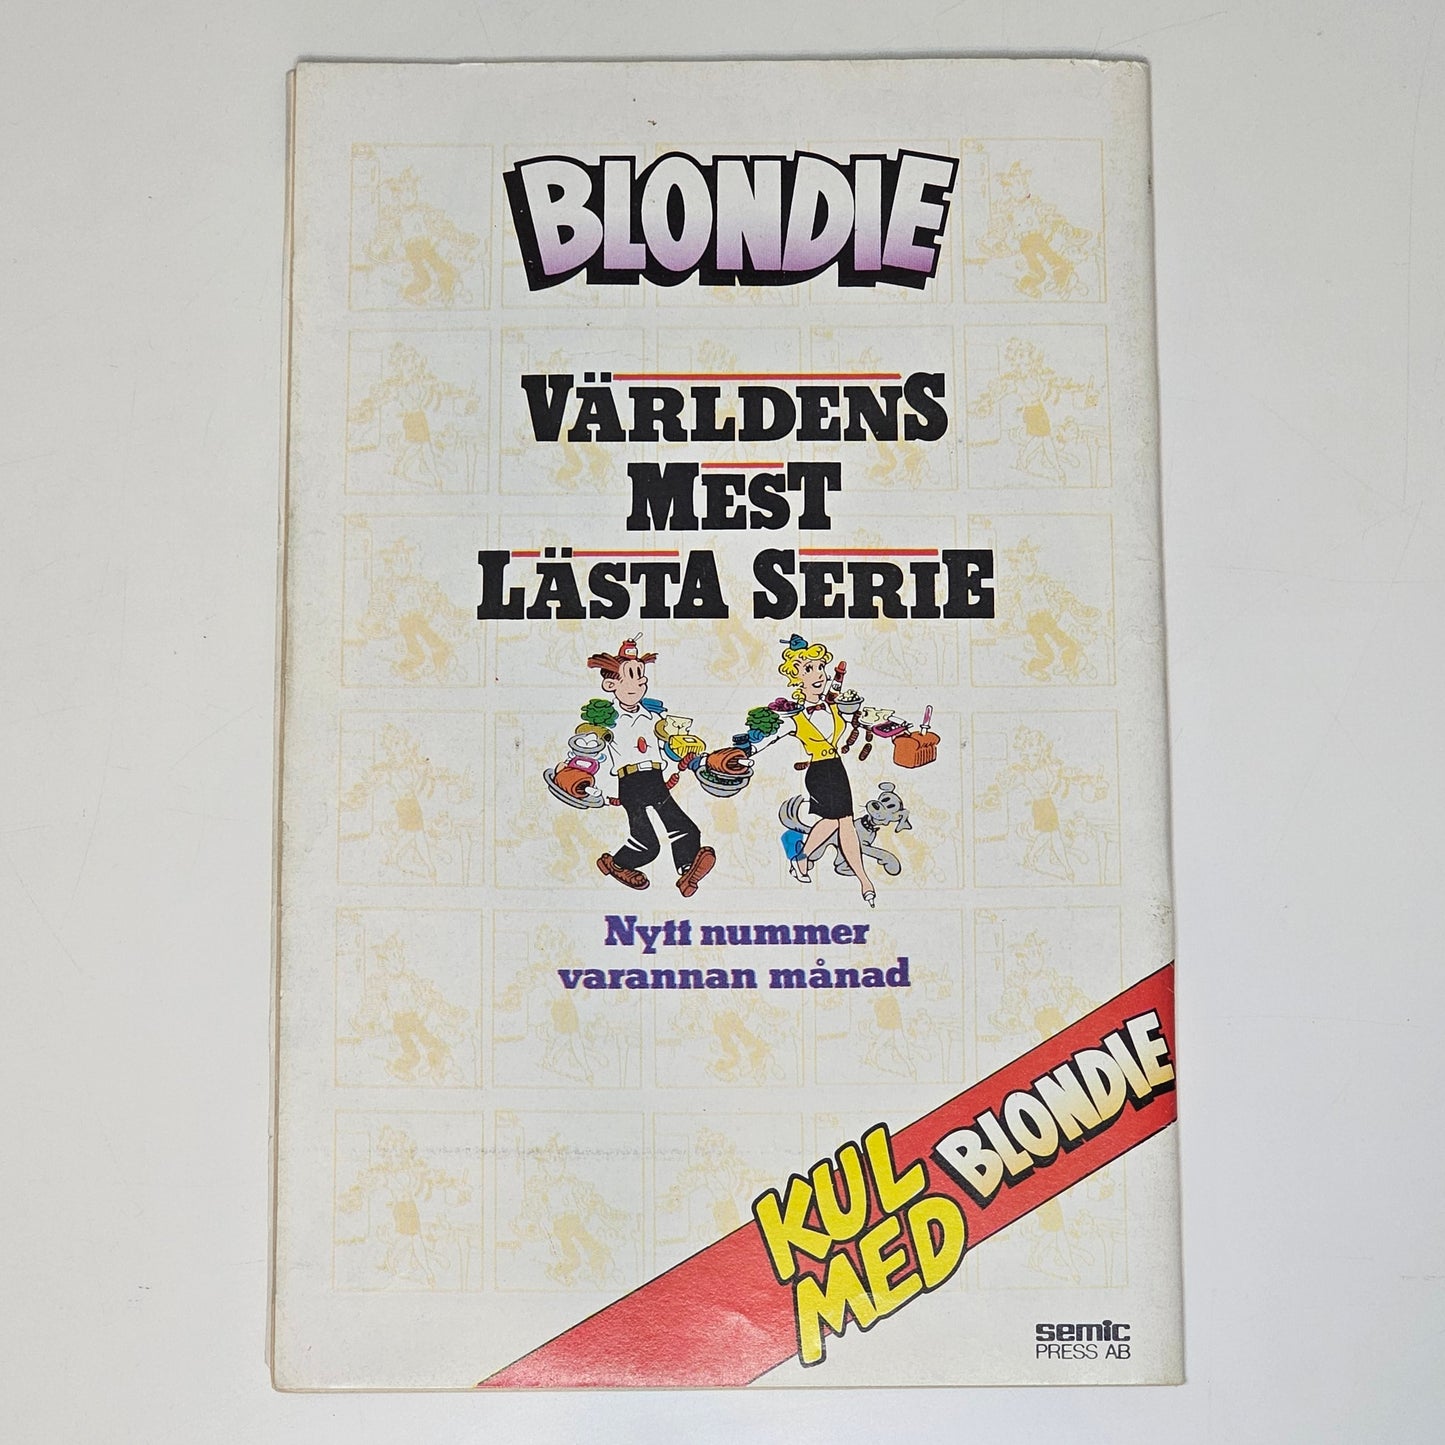 BLONDIE
VÄRLDENS
MEST
LÄSTA SERIE
Nytt nummer
varannan månad
KUL
MED
BLONDIE
semic
PRESS AB